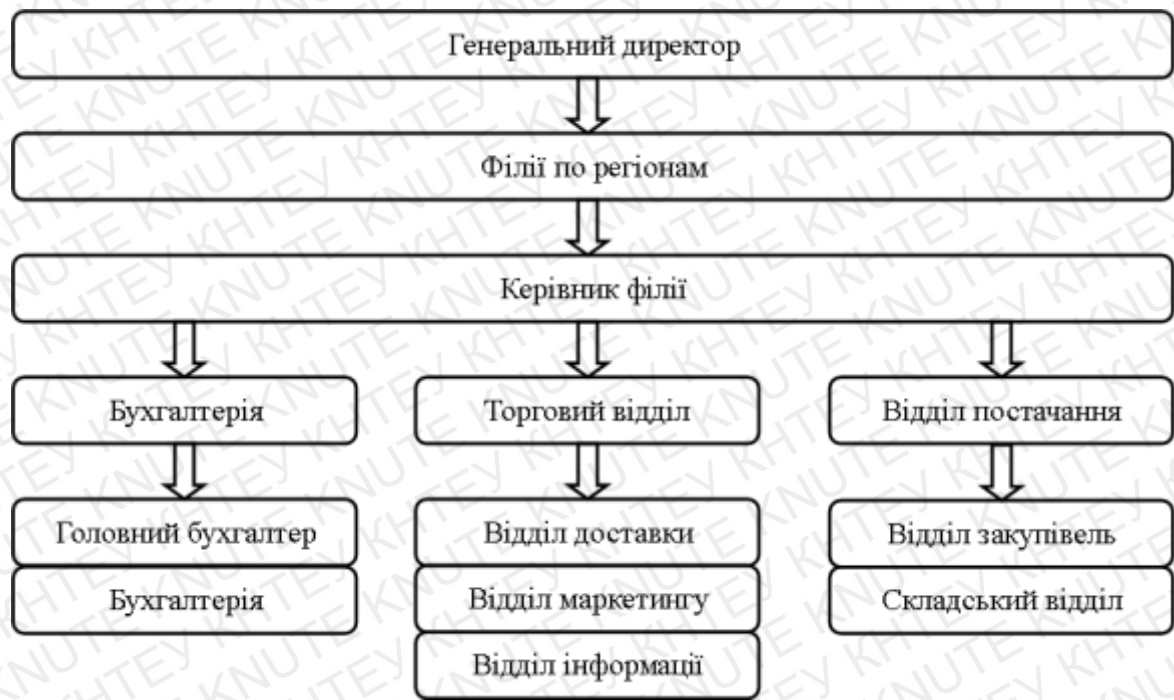 Генеральний директор
Філії по регіонам
Керівник філії
Бухгалтерія
Торговий відділ
Відділ постачання
Головний бухгалтер
Бухгалтерія
Відділ доставки
Відділ маркетингу
Відділ інформації
Відділ закупівель
Складський відділ